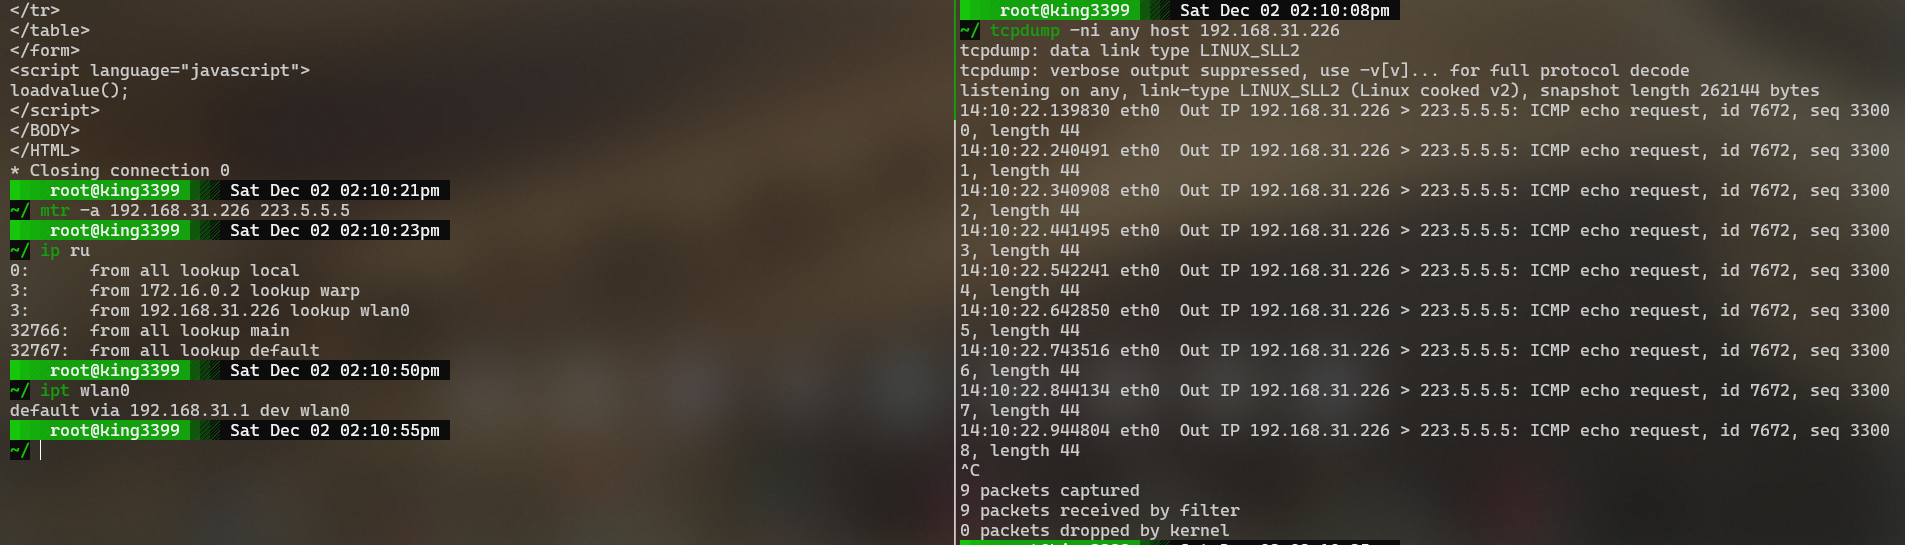 </tr>
</table>
</form>
<script language="javascript">
loadvalue();
</script>
</BODY>
</HTML>
* Closing connection 0
root@king3399 Sat Dec 02 02:10:21pm
~/ mtr -a 192.168.31.226 223.5.5.5
root@king3399 Sat Dec 02 02:10:23pm
~/ ip ru
0:      from all lookup local
3:      from 172.16.0.2 lookup warp
3:      from 192.168.31.226 lookup wlan0
32766:  from all lookup main
32767:  from all lookup default
root@king3399 Sat Dec 02 02:10:50pm
~/ ipt wlan0
default via 192.168.31.1 dev wlan0
root@king3399 Sat Dec 02 02:10:55pm
~/
root@king3399 Sat Dec 02 02:10:08pm
~/ tcpdump -ni any host 192.168.31.226
tcpdump: data link type LINUX_SLL2
tcpdump: verbose output suppressed, use -v[v]... for full protocol decode
listening on any, link-type LINUX_SLL2 (Linux cooked v2), snapshot length 262144 bytes
14:10:22.139830 eth0  Out IP 192.168.31.226 > 223.5.5.5: ICMP echo request, id 7672, seq 3300
0, length 44
14:10:22.240491 eth0  Out IP 192.168.31.226 > 223.5.5.5: ICMP echo request, id 7672, seq 3300
1, length 44
14:10:22.340908 eth0  Out IP 192.168.31.226 > 223.5.5.5: ICMP echo request, id 7672, seq 3300
2, length 44
14:10:22.441495 eth0  Out IP 192.168.31.226 > 223.5.5.5: ICMP echo request, id 7672, seq 3300
3, length 44
14:10:22.542241 eth0  Out IP 192.168.31.226 > 223.5.5.5: ICMP echo request, id 7672, seq 3300
4, length 44
14:10:22.642850 eth0  Out IP 192.168.31.226 > 223.5.5.5: ICMP echo request, id 7672, seq 3300
5, length 44
14:10:22.743516 eth0  Out IP 192.168.31.226 > 223.5.5.5: ICMP echo request, id 7672, seq 3300
6, length 44
14:10:22.844134 eth0  Out IP 192.168.31.226 > 223.5.5.5: ICMP echo request, id 7672, seq 3300
7, length 44
14:10:22.944804 eth0  Out IP 192.168.31.226 > 223.5.5.5: ICMP echo request, id 7672, seq 3300
8, length 44
^C
9 packets captured
9 packets received by filter
0 packets dropped by kernel